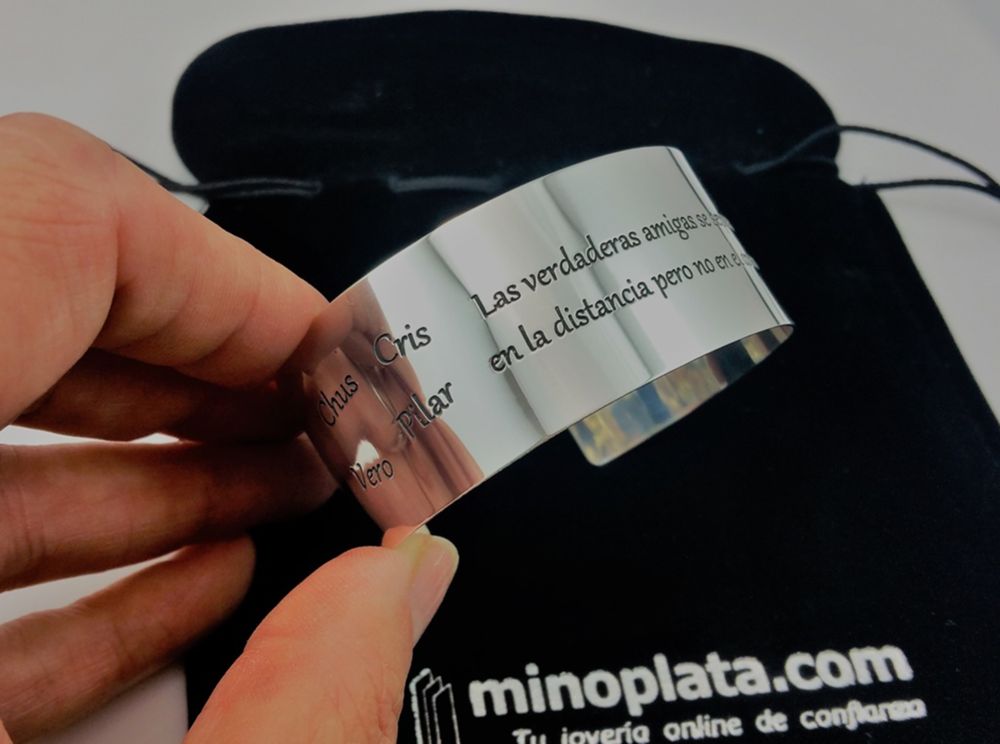 Chus Cris
Vero Pilar
Las verdaderas amigas se
en la distancia pero no en el
minoplata.com
Tu joyería online de confianza